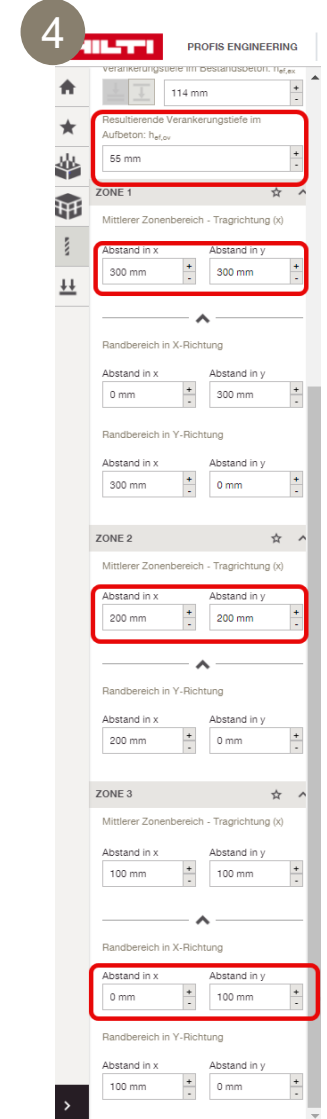 4
HILTI
PROFIS ENGINEERING
Verankerungstiefe im Bestandsbeton: hef,ex
114 mm
+
-
Resultierende Verankerungstiefe im
Aufbeton: hef,ov
55 mm
+
-
ZONE 1
Mittlerer Zonenbereich - Tragrichtung (x)
Abstand in x Abstand in y
300 mm + - 300 mm + -
Randbereich in X-Richtung
Abstand in x Abstand in y
0 mm + - 300 mm + -
Randbereich in Y-Richtung
Abstand in x Abstand in y
300 mm + - 0 mm + -
ZONE 2
Mittlerer Zonenbereich - Tragrichtung (x)
Abstand in x Abstand in y
200 mm + - 200 mm + -
Randbereich in Y-Richtung
Abstand in x Abstand in y
200 mm + - 0 mm + -
ZONE 3
Mittlerer Zonenbereich - Tragrichtung (x)
Abstand in x Abstand in y
100 mm + - 100 mm + -
Randbereich in X-Richtung
Abstand in x Abstand in y
0 mm + - 100 mm + -
Randbereich in Y-Richtung
Abstand in x Abstand in y
100 mm + - 0 mm + -